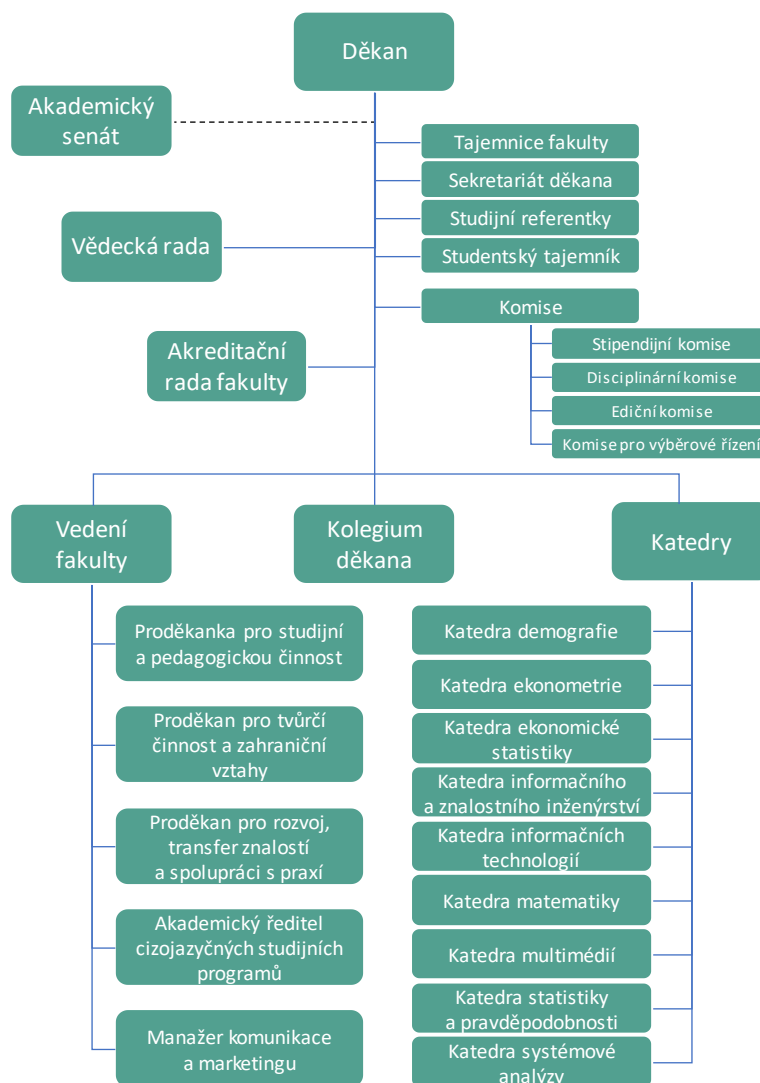 Děkan
Akademický
senát
Tajemnice fakulty
Sekretariát děkana
Studijní referentky
Studentský tajemník
Vědecká rada
Komise
Akreditační
rada fakulty
Stipendijní komise
Disciplinární komise
Ediční komise
Komise pro výběrové řízení
Vedení
fakulty
Kolegium
děkana
Katedry
Proděkanka pro studijní
a pedagogickou činnost
Proděkan pro tvůrčí
činnost a zahraniční
vztahy
Proděkan pro rozvoj,
transfer znalostí
a spolupráci s praxí
Akademický ředitel
cizojazyčných studijních
programů
Manažer komunikace
a marketingu
Katedra demografie
Katedra ekonometrie
Katedra ekonomické
statistiky
Katedra informačního
a znalostního inženýrství
Katedra informačních
technologií
Katedra matematiky
Katedra multimédií
Katedra statistiky
a pravděpodobnosti
Katedra systémové
analýzy